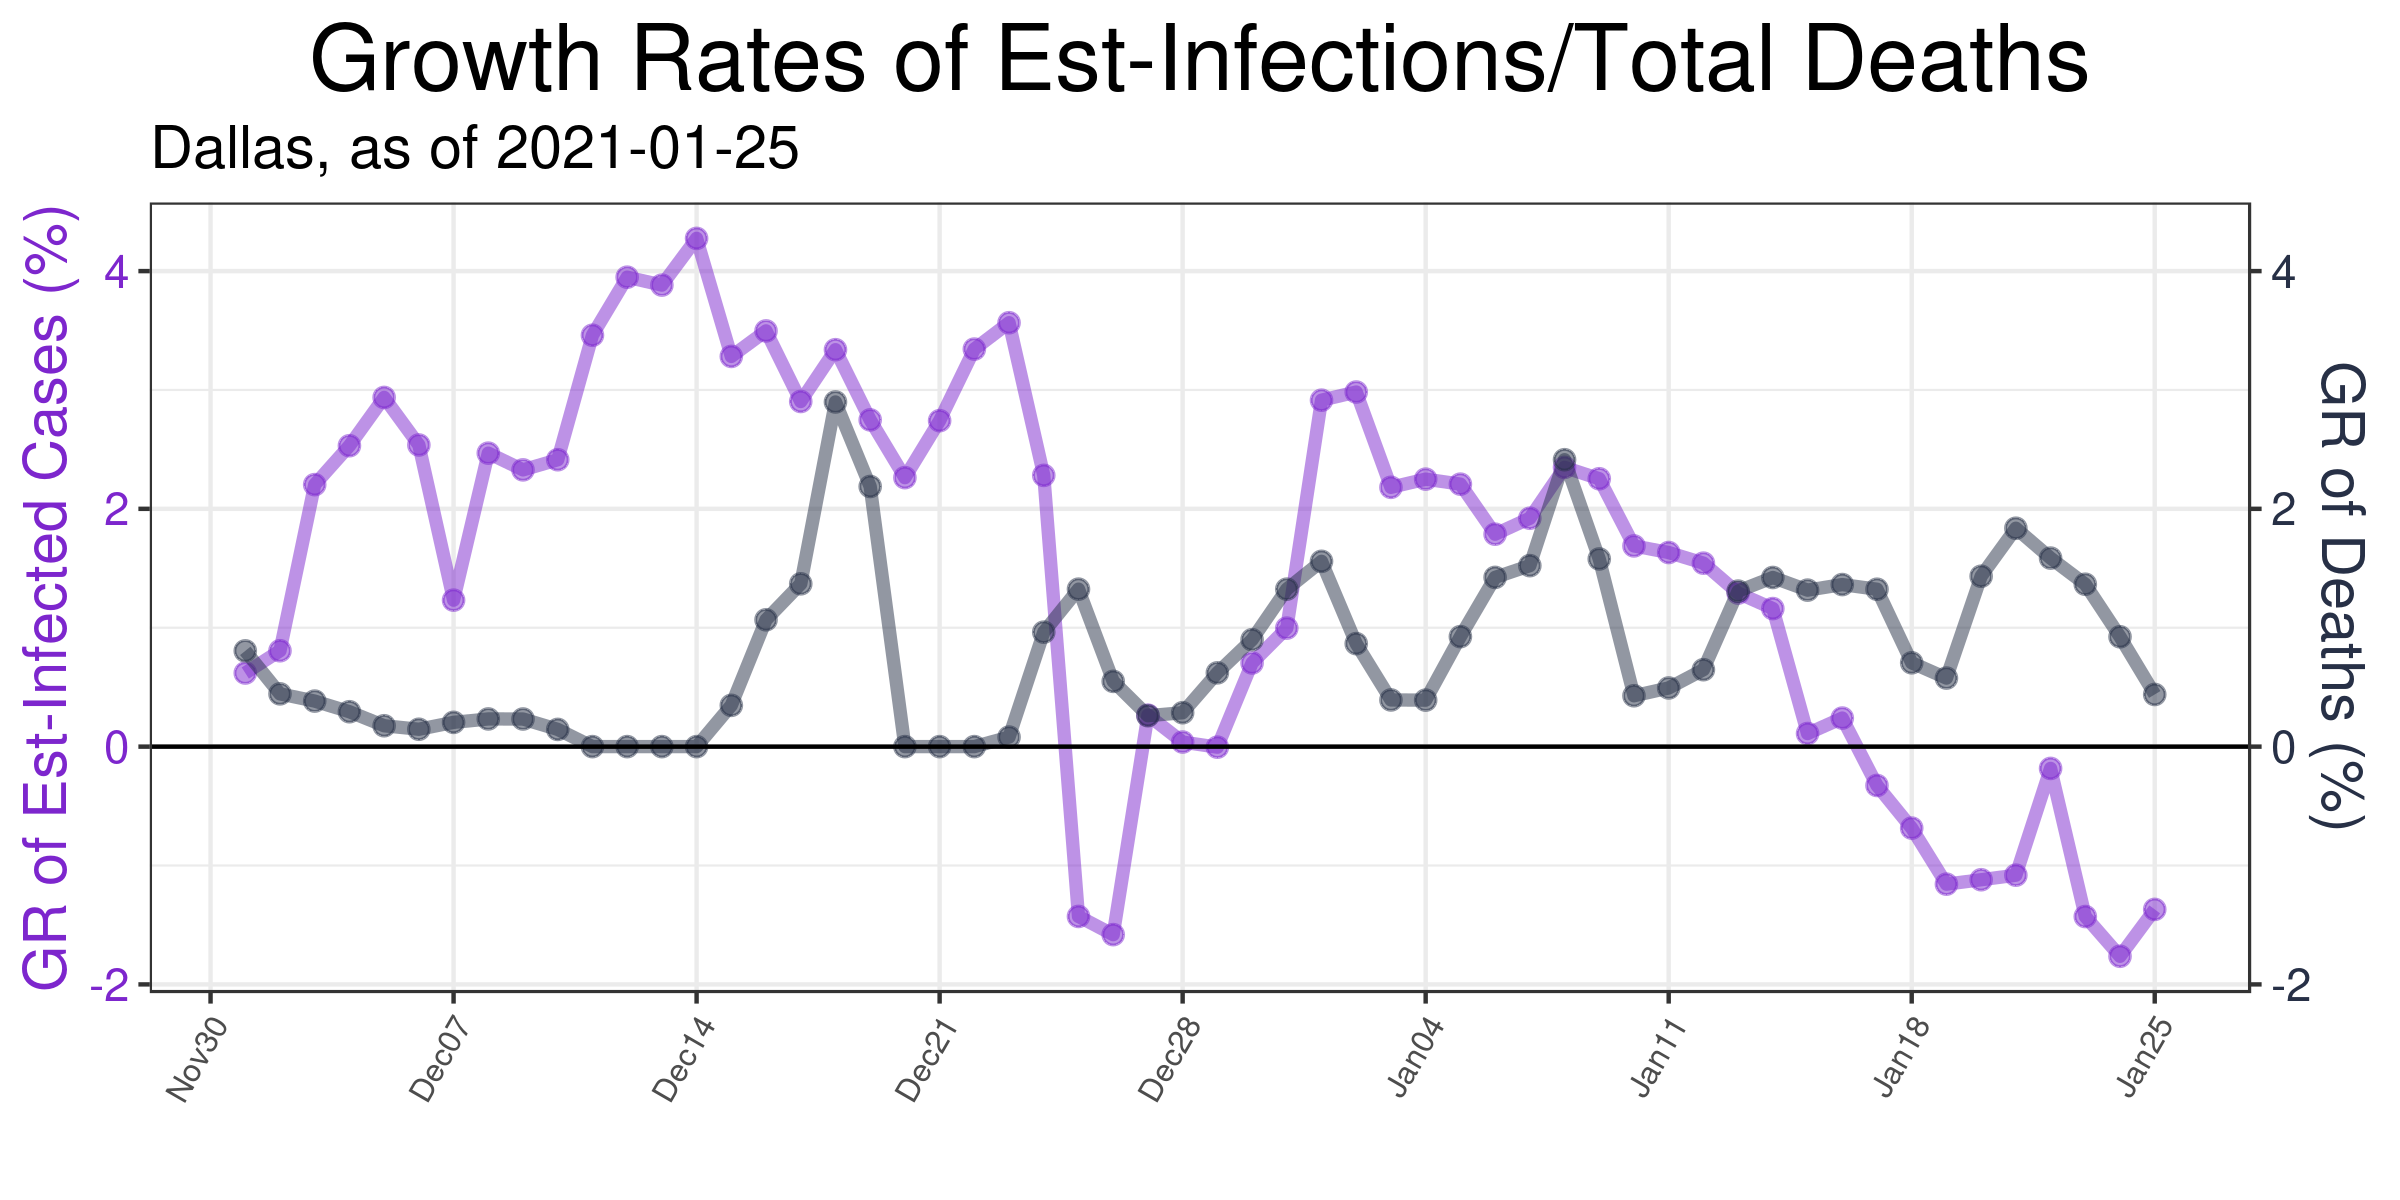 Growth Rates of Est-Infections/Total Deaths
Dallas, as of 2021-01-25
GR of Est-Infected Cases (%)
4
2
0
-2
4
2
0
-2
GR of Deaths (%)
Nov30
Dec07
Dec14
Dec21
Dec28
Jan04
Jan11
Jan18
Jan25